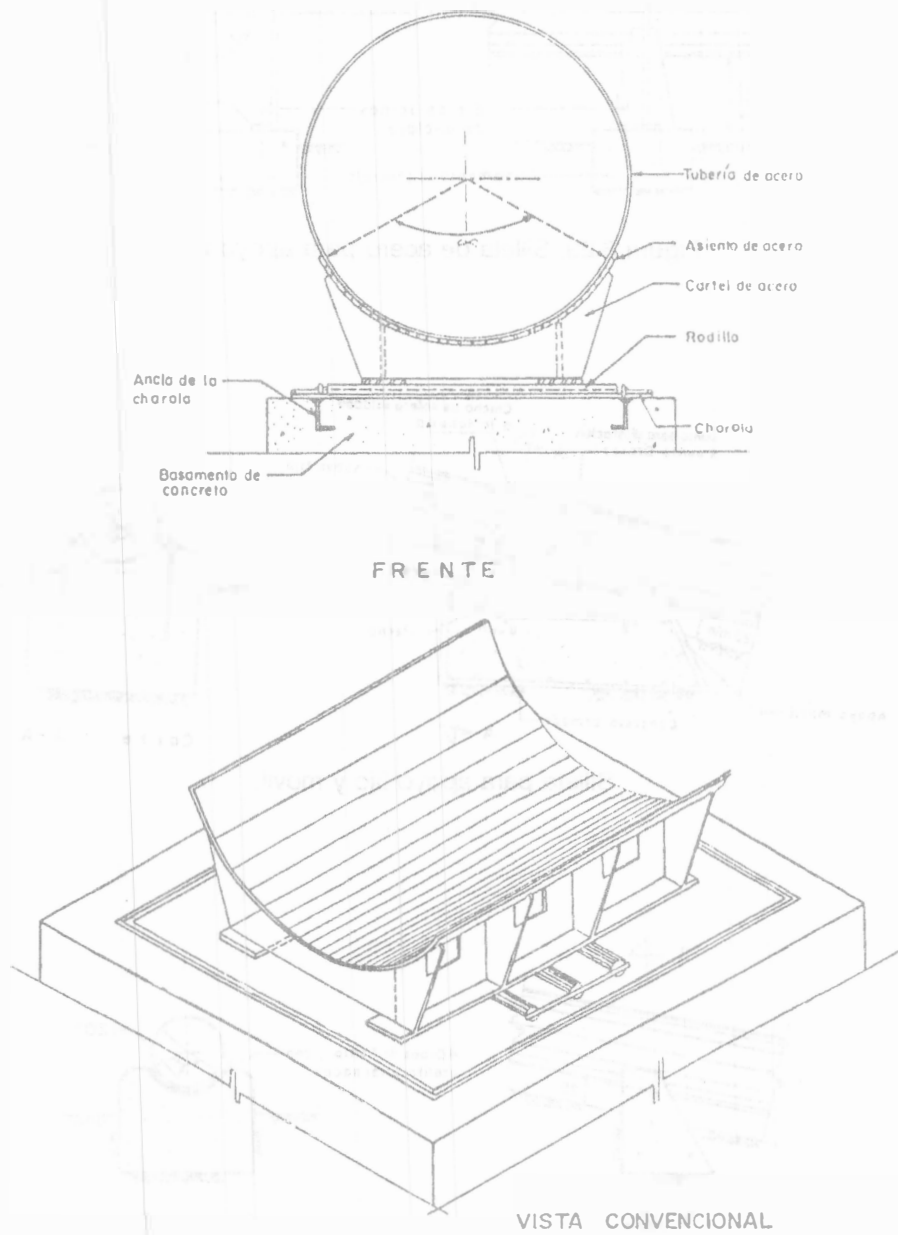 Tubería de acero
Asiento de acero
Cartel de acero
Rodillo
Ancla de la
charola
Charola
Basamento de
concreto
FRENTE
VISTA CONVENCIONAL